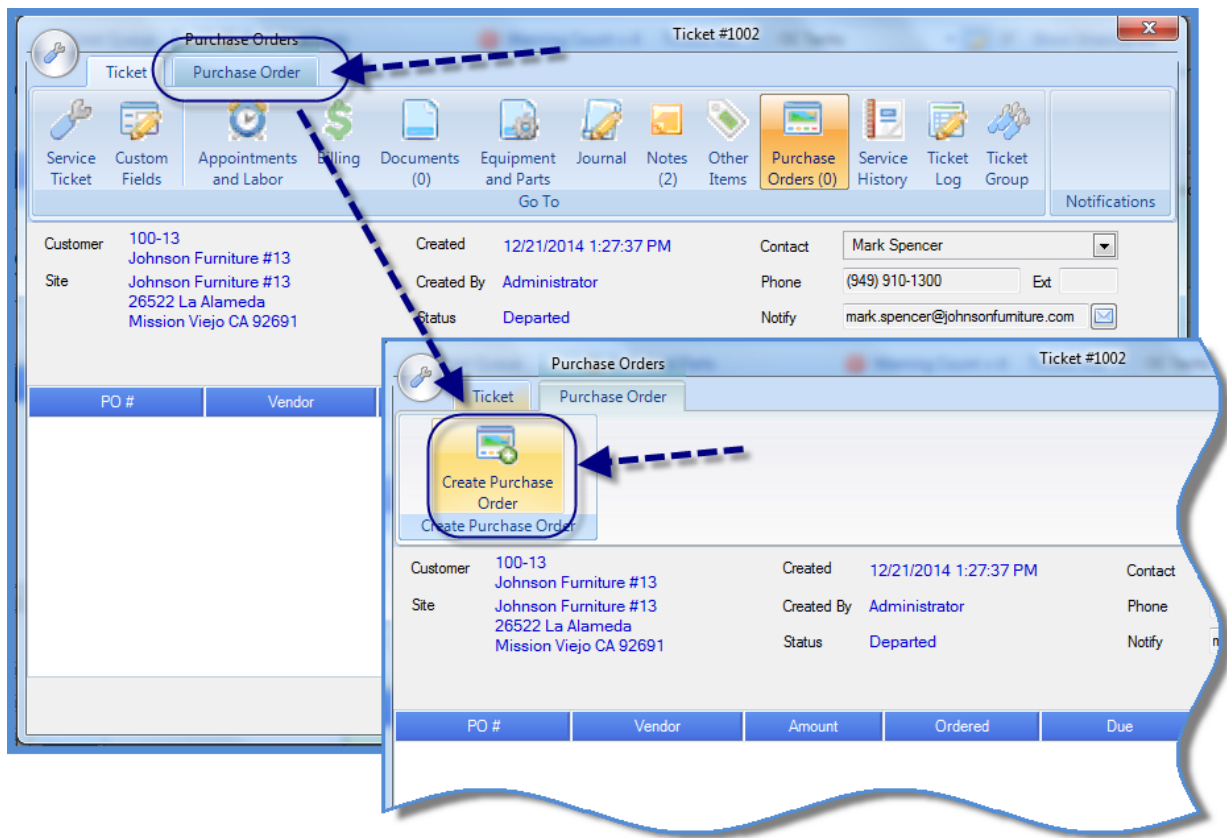 Purchase Orders
Ticket #1002
Ticket
Purchase Order
Service Ticket
Custom Fields
Appointments and Labor
Billing
Documents (0)
Equipment and Parts
Journal
Notes (2)
Other Items
Purchase Orders (0)
Service History
Ticket Log
Ticket Group
Go To
Notifications
Customer
100-13
Johnson Furniture #13
Site
Johnson Furniture #13
26522 La Alameda
Mission Viejo CA 92691
Created 12/21/2014 1:27:37 PM
Created By Administrator
Status Departed
Contact Mark Spencer
Phone (949) 910-1300 Ext
Notify mark.spencer@johnsonfurniture.com
PO # Vendor
Purchase Orders
Ticket #1002
Ticket
Purchase Order
Create Purchase
Order
Create Purchase Order
Customer
100-13
Johnson Furniture #13
Site
Johnson Furniture #13
26522 La Alameda
Mission Viejo CA 92691
Created 12/21/2014 1:27:37 PM
Created By Administrator
Status Departed
Contact
Phone
Notify
PO # Vendor Amount Ordered Due